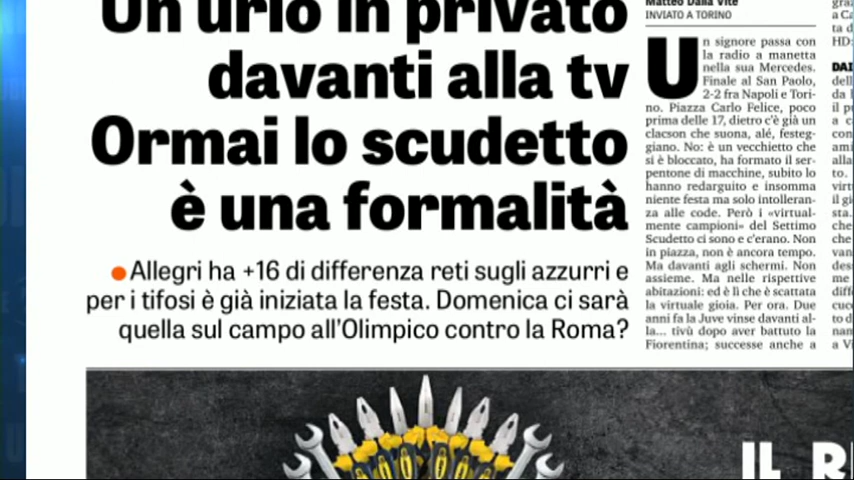 Un urlo in privato
davanti alla tv
Ormai lo scudetto
è una formalità
Allegri ha +16 di differenza reti sugli azzurri e
per i tifosi è già iniziata la festa. Domenica ci sarà
quella sul campo all'Olimpico contro la Roma?
Matteo Dalla Vite
INVIATO A TORINO
Un signore passa con
la radio a manetta
nella sua Mercedes.
Finale al San Paolo,
2-2 fra Napoli e Tori-
no. Piazza Carlo Felice, poco
prima delle 17, dietro c'è già un
clacson che suona, alé, festeg-
giano. No: è un vecchietto che
si è bloccato, ha formato il ser-
pentone di macchine, subito lo
hanno redarguito e insomma
niente festa ma solo intolleran-
za alle code. Però i «virtual-
mente campioni» del Settimo
Scudetto ci sono e c'erano. Non
in piazza, non è ancora tempo.
Ma davanti agli schermi. Non
assieme. Ma nelle rispettive
abitazioni: ed è lì che è scattata
la virtuale gioia. Per ora. Due
anni fa la Juve vinse davanti al-
la... tivù dopo aver battuto la
Fiorentina; successe anche a
IL R